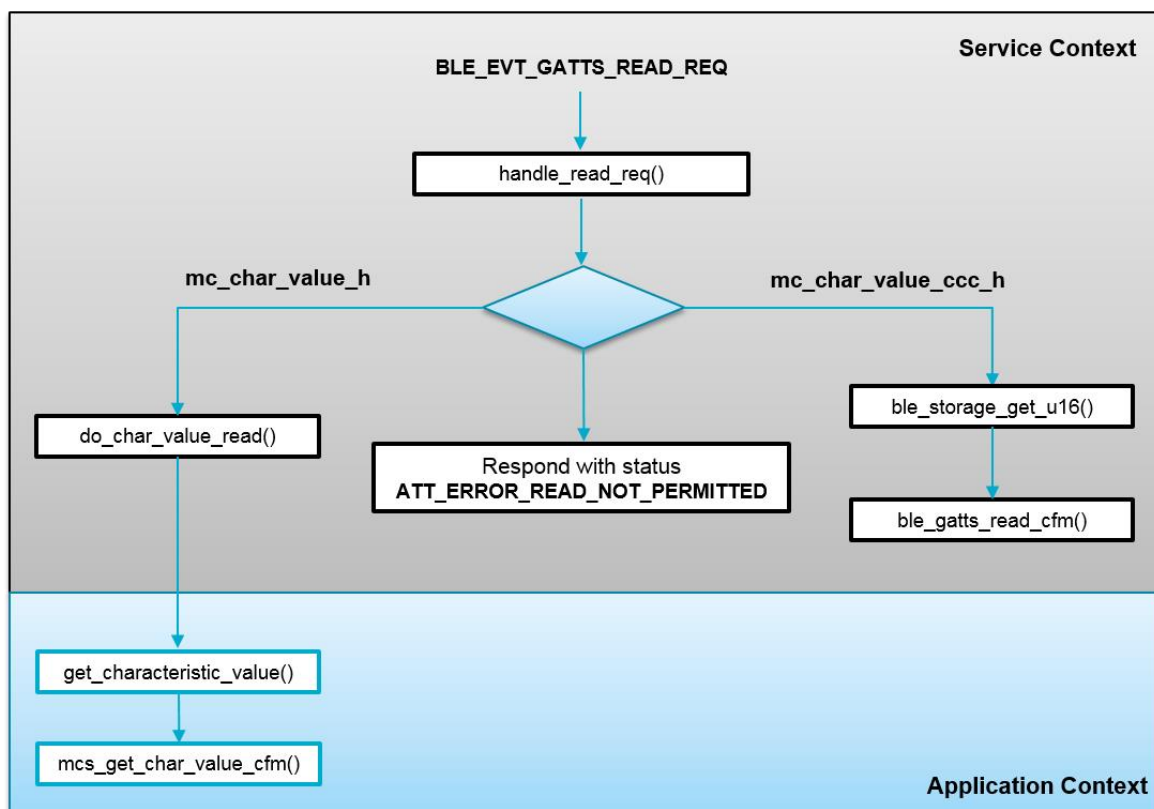 Service Context
BLE_EVT_GATTS_READ_REQ
handle_read_req()
mc_char_value_h
mc_char_value_ccc_h
do_char_value_read()
Respond with status
ATT_ERROR_READ_NOT_PERMITTED
ble_storage_get_u16()
ble_gatts_read_cfm()
get_characteristic_value()
mcs_get_char_value_cfm()
Application Context